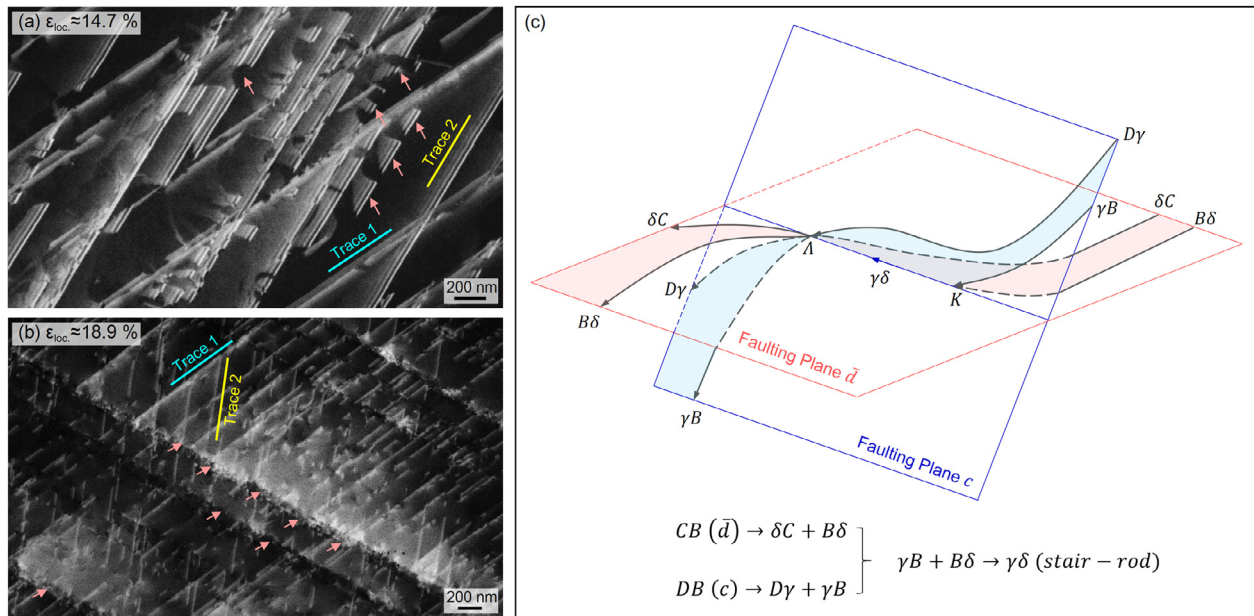 (a) εloc.≈14.7 %
Trace 2
Trace 1
200 nm
(b) εloc.≈18.9 %
Trace 1
Trace 2
200 nm
(c)
Dγ
δC
γB
δC
Bδ
Λ
γδ
K
Dγ
Bδ
Faulting Plane d̄
γB
Faulting Plane c
CB (d̄) → δC + Bδ
γB + Bδ → γδ (stair − rod)
DB (c) → Dγ + γB